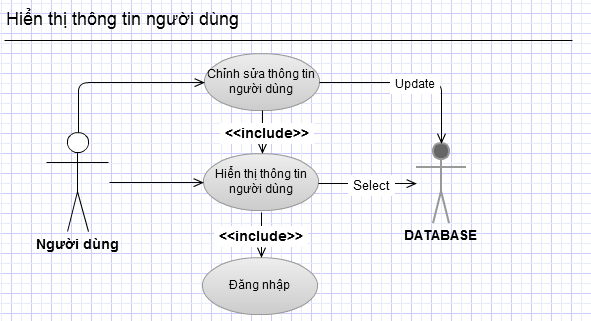 Hiển thị thông tin người dùng
Chỉnh sửa thông tin
người dùng
Update
<<include>>
Hiển thị thông tin
người dùng
Select
Người dùng
DATABASE
<<include>>
Đăng nhập